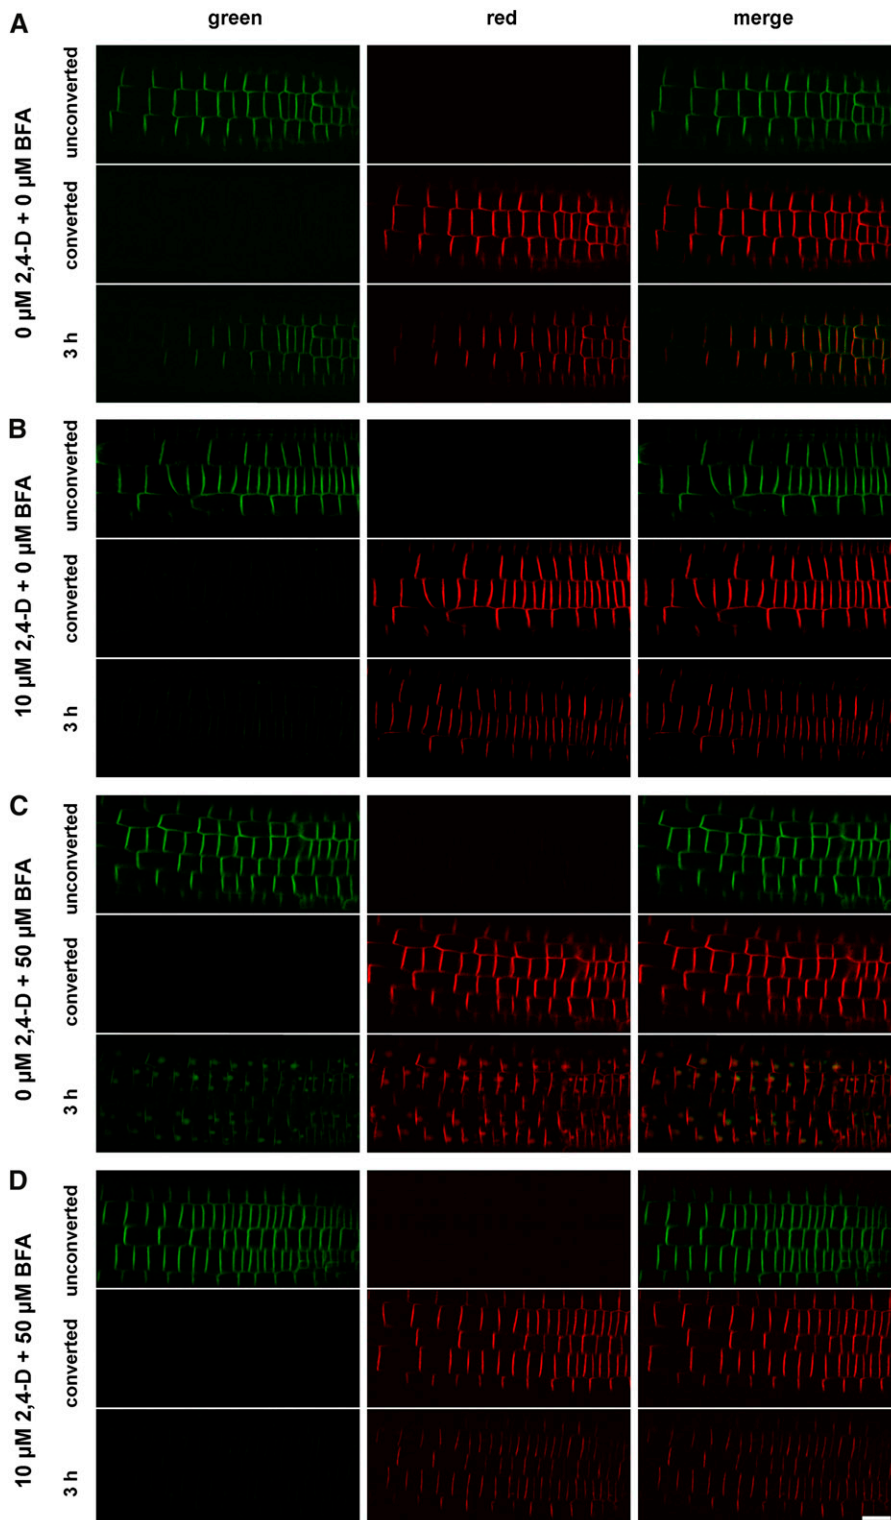 green red merge
A
0 µM 2,4-D + 0 µM BFA
unconverted
converted
3 h
B
10 µM 2,4-D + 0 µM BFA
unconverted
converted
3 h
C
0 µM 2,4-D + 50 µM BFA
unconverted
converted
3 h
D
10 µM 2,4-D + 50 µM BFA
unconverted
converted
3 h